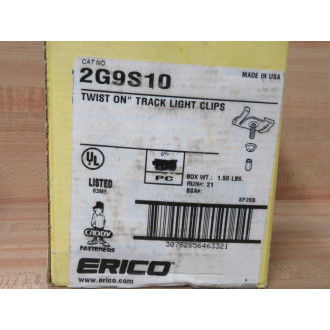 CAT NO.
2G9S10
MADE IN USA
TWIST ON" TRACK LIGHT CLIPS
UL
LISTED
QTY
PC
BOX WT.: 1.50 LBS.
RUN#: 21
BSA#:
CADDY
FASTENERS
ERICO
www.erico.com